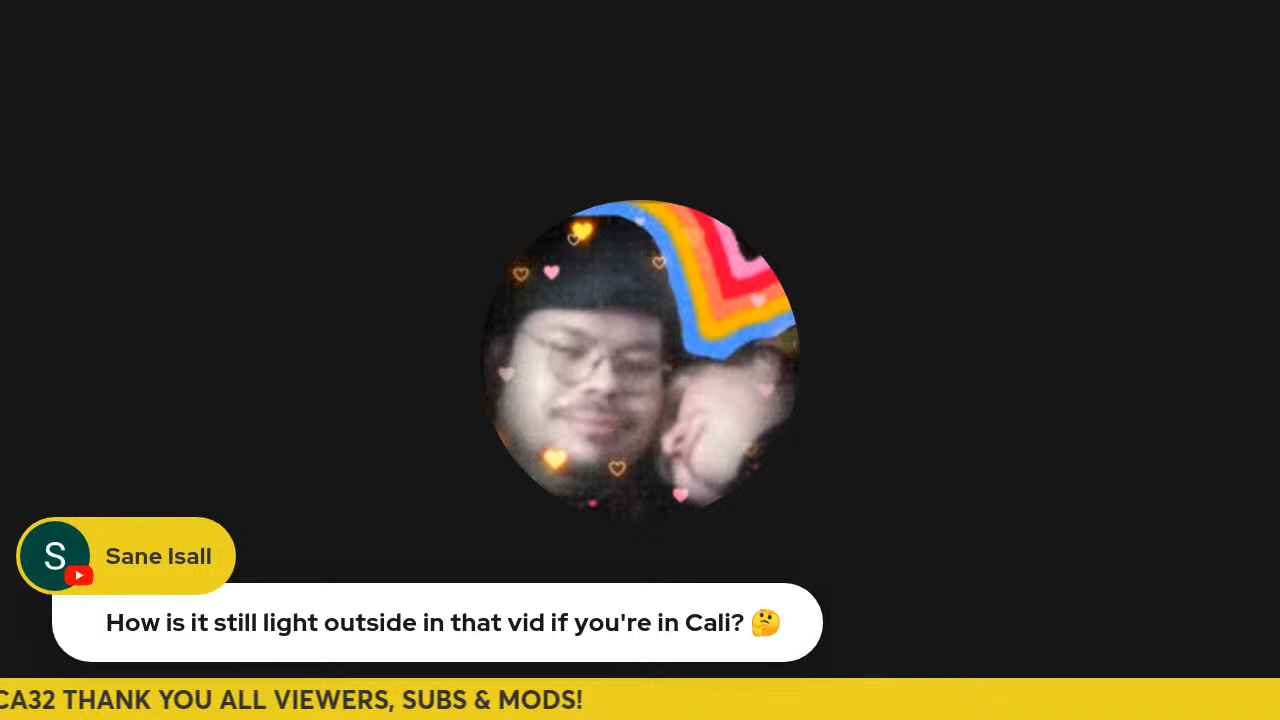 S
Sane Isall
How is it still light outside in that vid if you're in Cali? 🤔
CA32 THANK YOU ALL VIEWERS, SUBS & MODS!